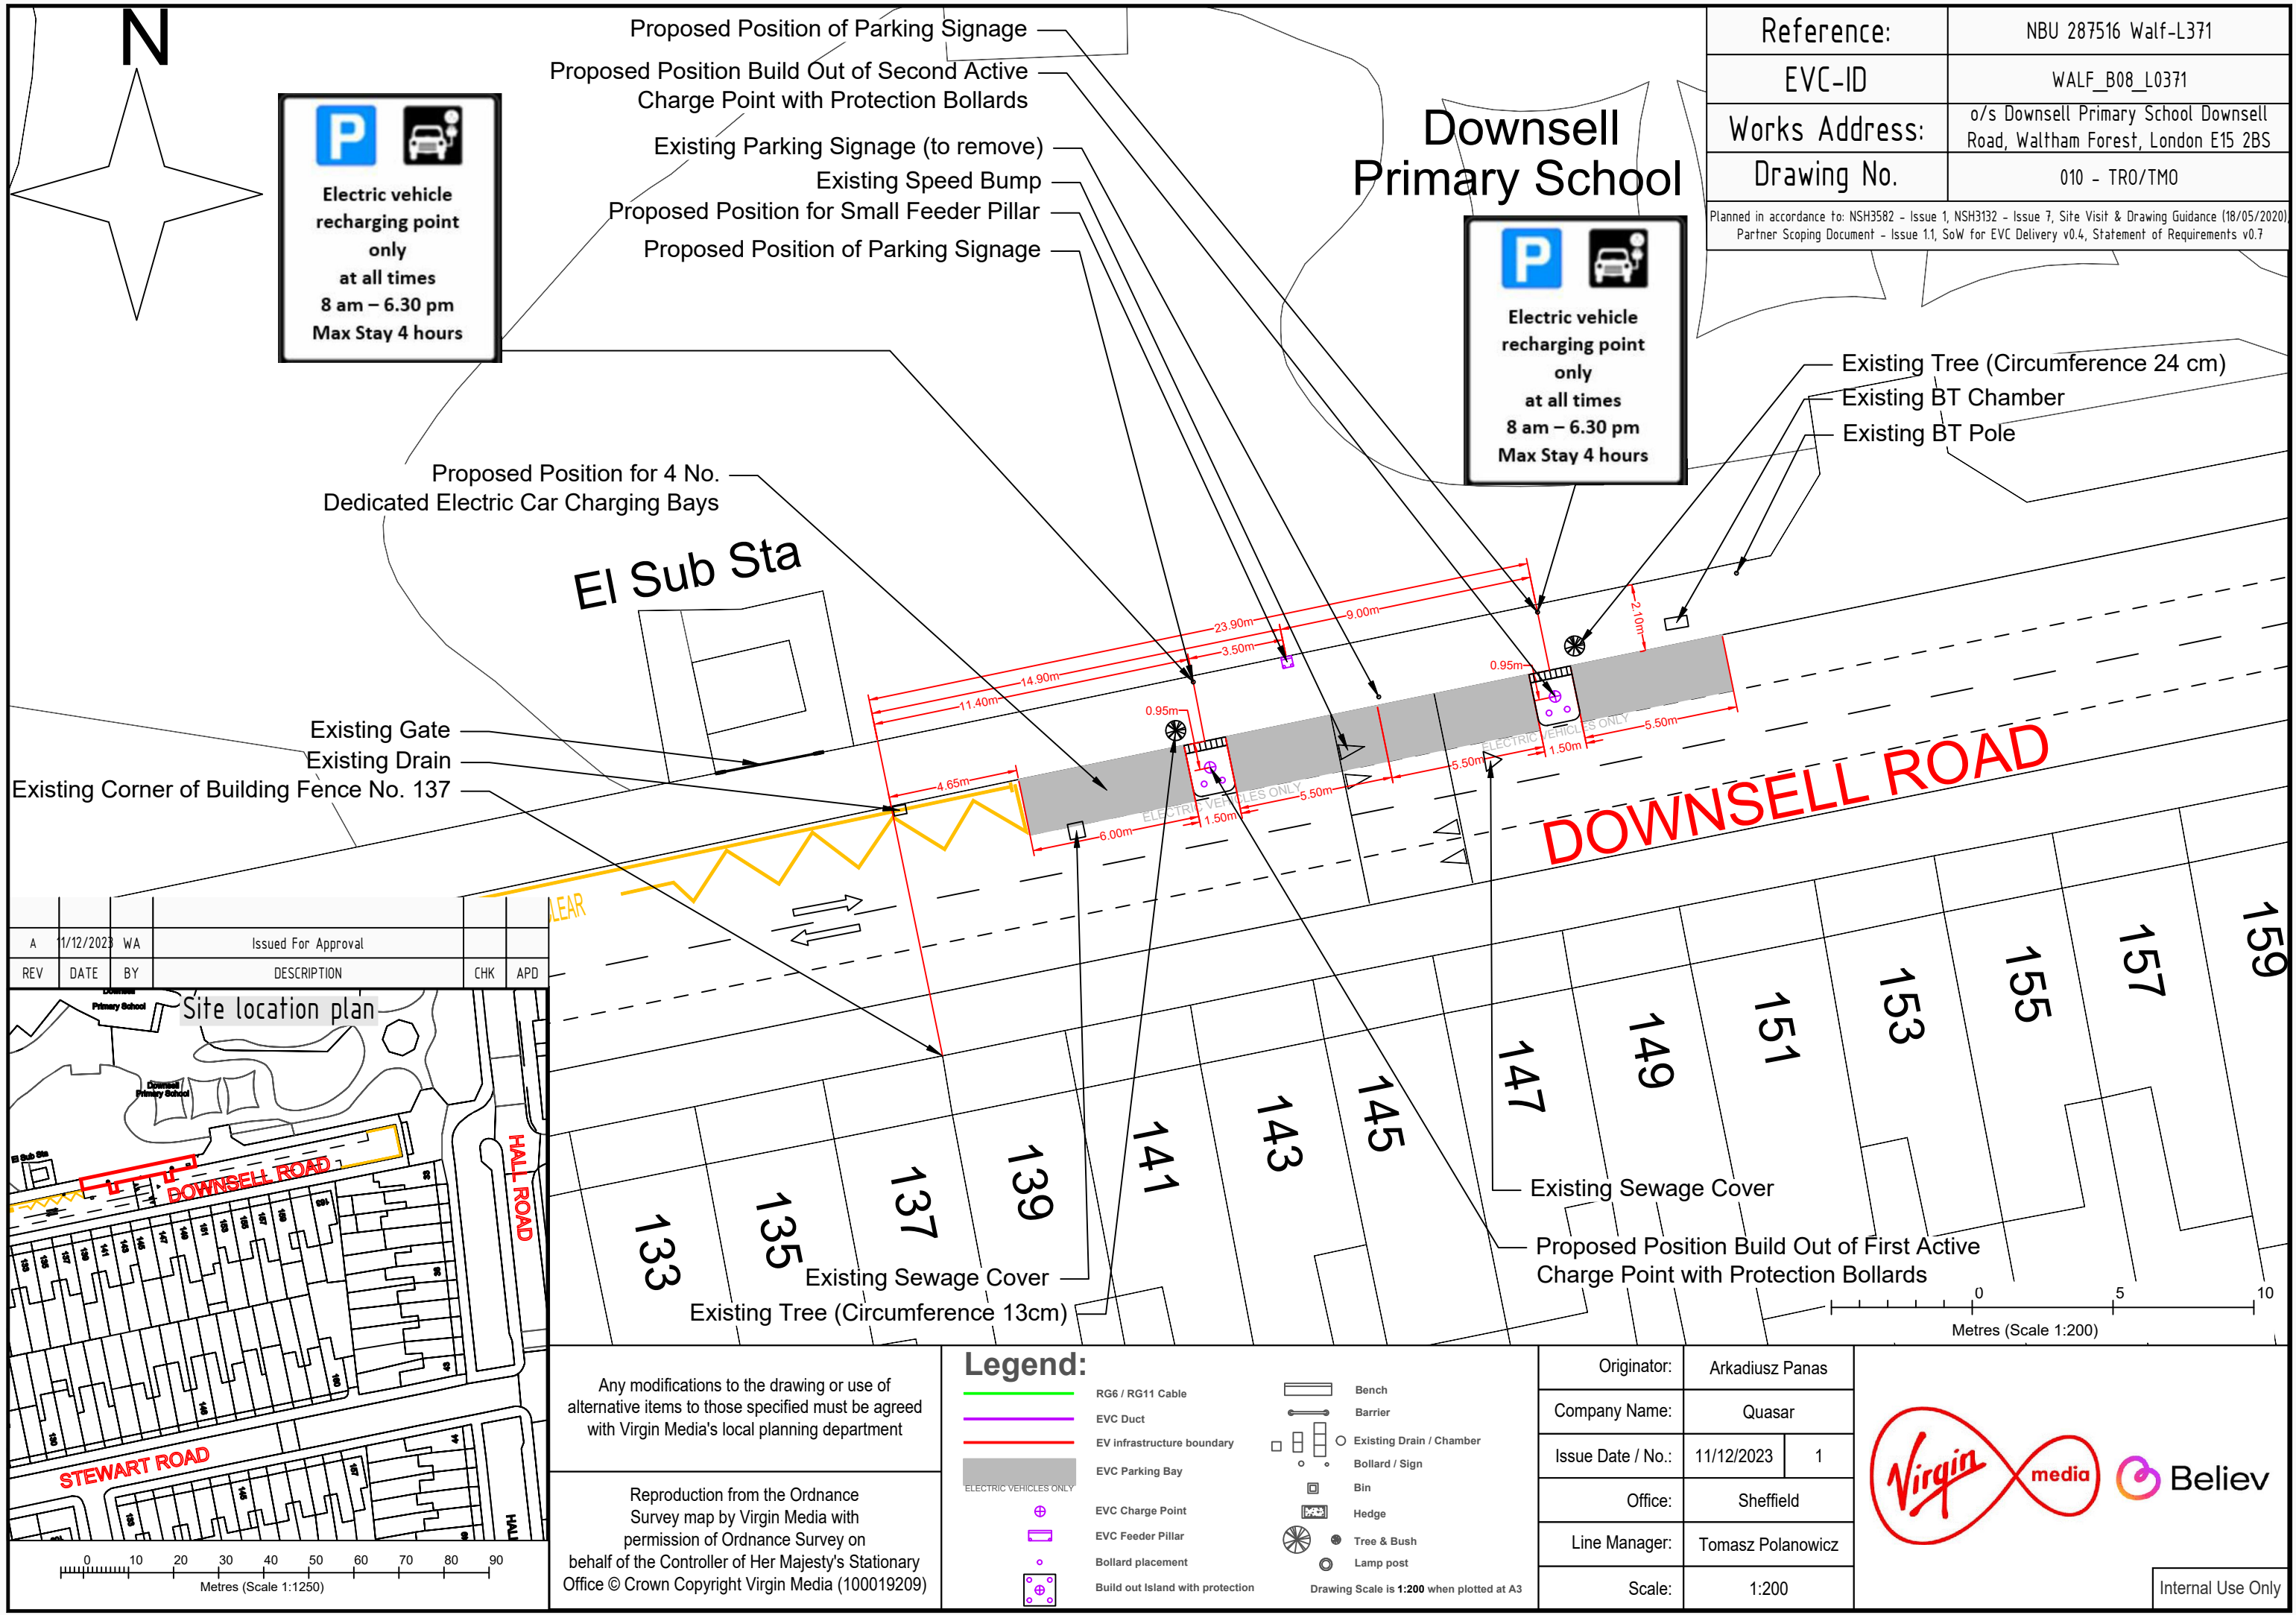 N
Proposed Position of Parking Signage
Proposed Position Build Out of Second Active
Charge Point with Protection Bollards
Existing Parking Signage (to remove)
Existing Speed Bump
Proposed Position for Small Feeder Pillar
Proposed Position of Parking Signage
P
Electric vehicle
recharging point
only
at all times
8 am – 6.30 pm
Max Stay 4 hours
Downsell
Primary School
P
Electric vehicle
recharging point
only
at all times
8 am – 6.30 pm
Max Stay 4 hours
Reference: NBU 287516 Walf-L371
EVC-ID WALF_B08_L0371
Works Address: o/s Downsell Primary School Downsell
Road, Waltham Forest, London E15 2BS
Drawing No. 010 - TRO/TMO
Planned in accordance to: NSH3582 - Issue 1, NSH3132 - Issue 7, Site Visit & Drawing Guidance (18/05/2020),
Partner Scoping Document - Issue 1.1, SoW for EVC Delivery v0.4, Statement of Requirements v0.7
Existing Tree (Circumference 24 cm)
Existing BT Chamber
Existing BT Pole
Proposed Position for 4 No.
Dedicated Electric Car Charging Bays
El Sub Sta
23.90m
9.00m
3.50m
14.90m
11.40m
2.10m
0.95m
0.95m
4.65m
6.00m
1.50m
5.50m
5.50m
1.50m
5.50m
ELECTRIC VEHICLES ONLY
ELECTRIC VEHICLES ONLY
Existing Gate
Existing Drain
Existing Corner of Building Fence No. 137
DOWNSELL ROAD
LEAR
133
135
137
139
141
143
145
147
149
151
153
155
157
159
Existing Sewage Cover
Proposed Position Build Out of First Active
Charge Point with Protection Bollards
Existing Sewage Cover
Existing Tree (Circumference 13cm)
0 5 10
Metres (Scale 1:200)
A 11/12/2023 WA Issued For Approval
REV DATE BY DESCRIPTION CHK APD
Site location plan
Downsell
Primary School
Downsell
Primary School
El Sub Sta
DOWNSELL ROAD
HALL ROAD
STEWART ROAD
HALL
0 10 20 30 40 50 60 70 80 90
Metres (Scale 1:1250)
Any modifications to the drawing or use of
alternative items to those specified must be agreed
with Virgin Media's local planning department
Reproduction from the Ordnance
Survey map by Virgin Media with
permission of Ordnance Survey on
behalf of the Controller of Her Majesty's Stationary
Office © Crown Copyright Virgin Media (100019209)
Legend:
RG6 / RG11 Cable
EVC Duct
EV infrastructure boundary
EVC Parking Bay
ELECTRIC VEHICLES ONLY
EVC Charge Point
EVC Feeder Pillar
Bollard placement
Build out Island with protection
Bench
Barrier
Existing Drain / Chamber
Bollard / Sign
Bin
Hedge
Tree & Bush
Lamp post
Drawing Scale is 1:200 when plotted at A3
Originator: Arkadiusz Panas
Company Name: Quasar
Issue Date / No.: 11/12/2023 1
Office: Sheffield
Line Manager: Tomasz Polanowicz
Scale: 1:200
Virgin media
Believ
Internal Use Only